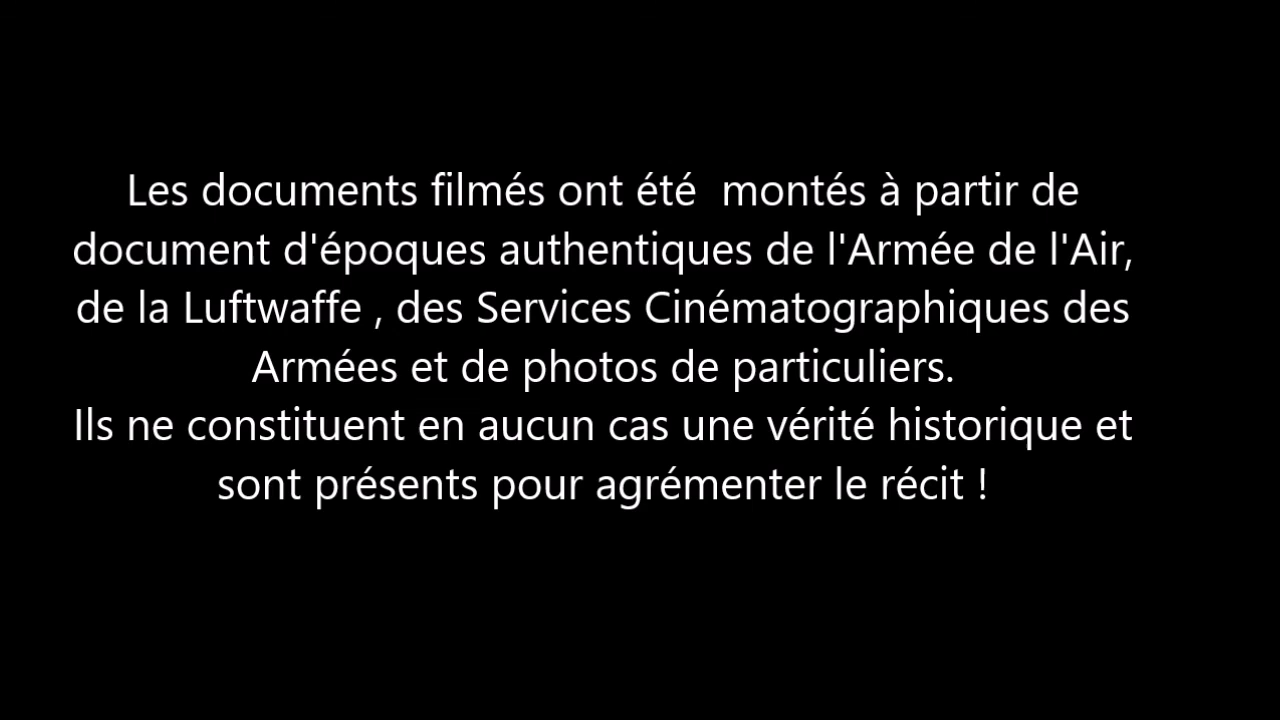 Les documents filmés ont été  montés à partir de
document d'époques authentiques de l'Armée de l'Air,
de la Luftwaffe , des Services Cinématographiques des
Armées et de photos de particuliers.
Ils ne constituent en aucun cas une vérité historique et
sont présents pour agrémenter le récit !